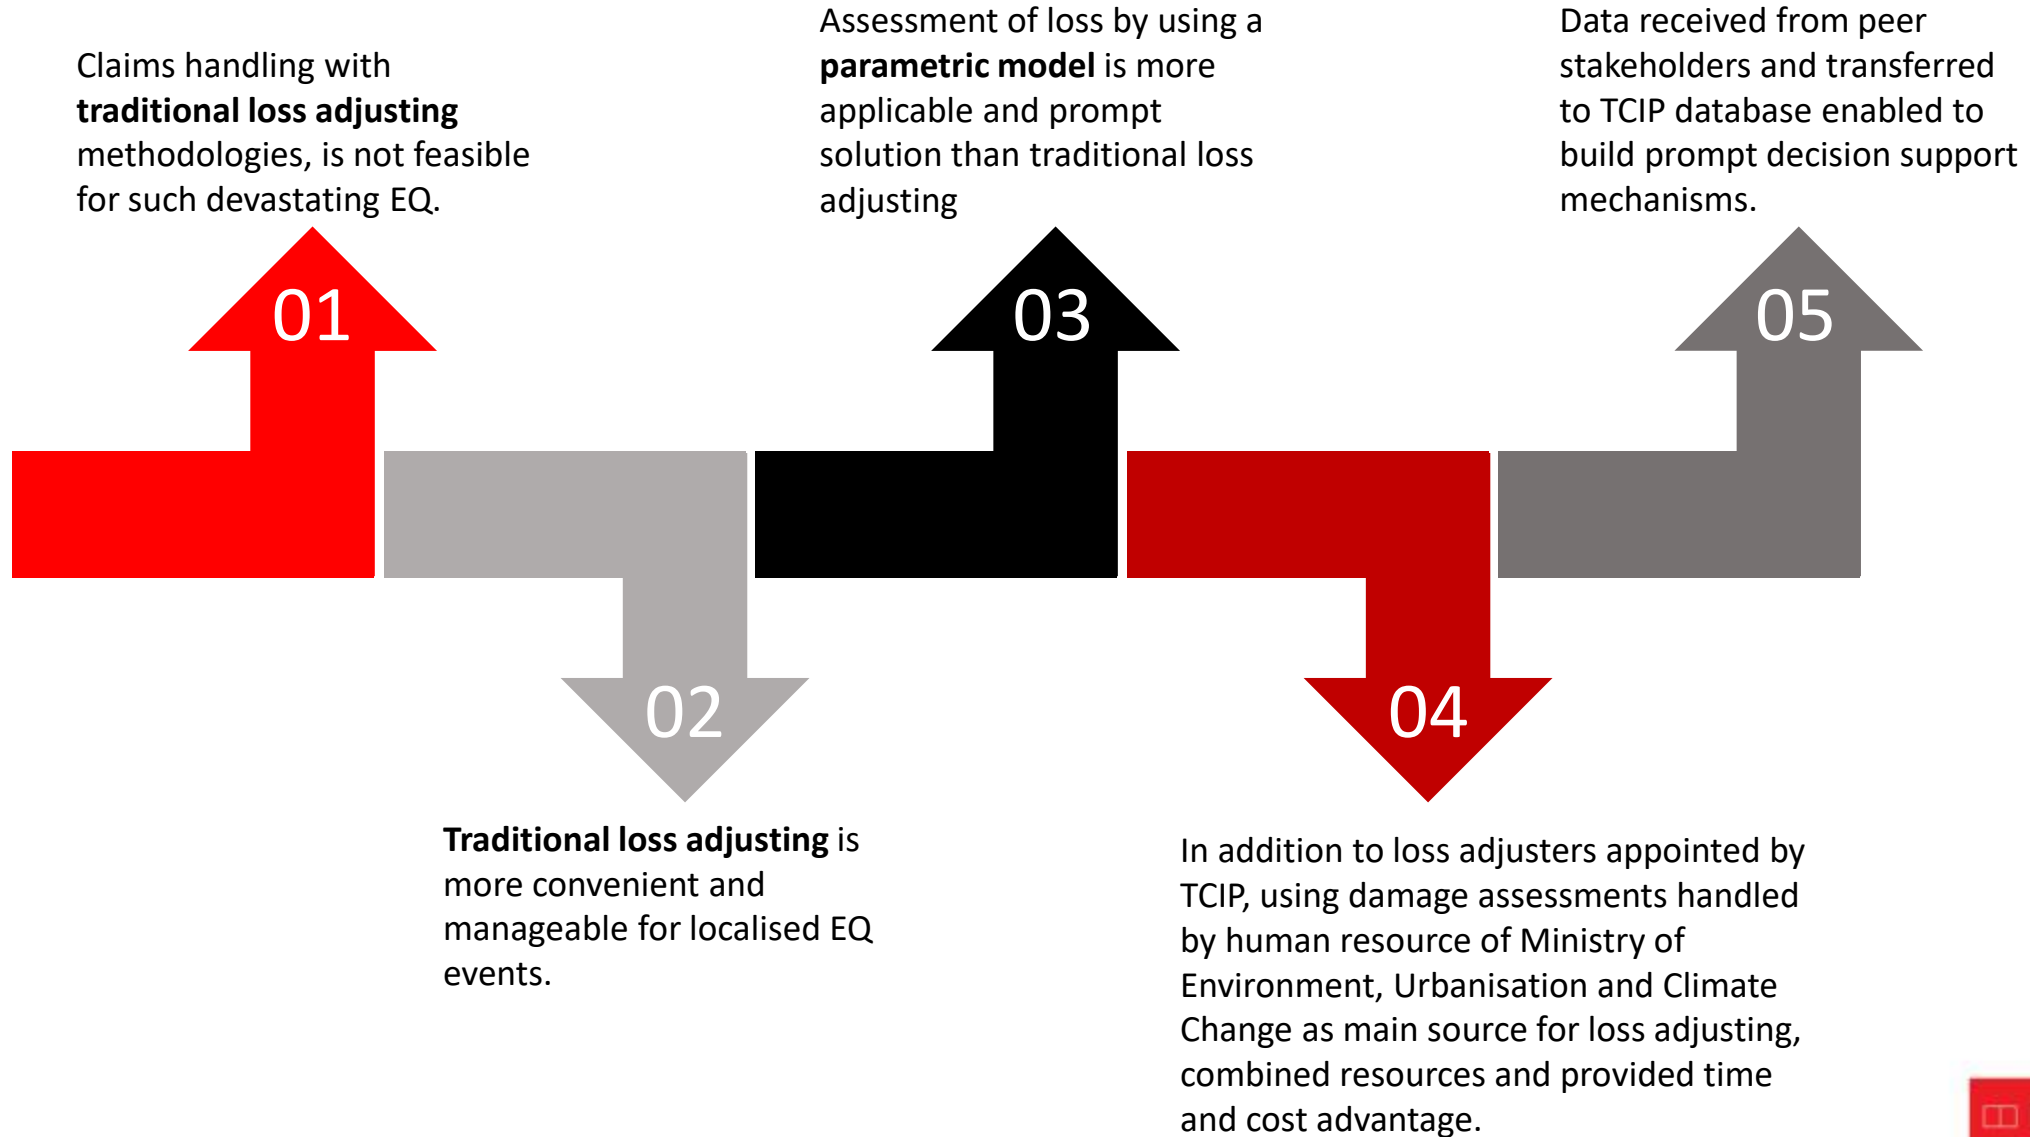 Claims handling with
traditional loss adjusting
methodologies, is not feasible
for such devastating EQ.
01
Traditional loss adjusting is
more convenient and
manageable for localised EQ
events.
02
Assessment of loss by using a
parametric model is more
applicable and prompt
solution than traditional loss
adjusting
03
In addition to loss adjusters appointed by
TCIP, using damage assessments handled
by human resource of Ministry of
Environment, Urbanisation and Climate
Change as main source for loss adjusting,
combined resources and provided time
and cost advantage.
04
Data received from peer
stakeholders and transferred
to TCIP database enabled to
build prompt decision support
mechanisms.
05